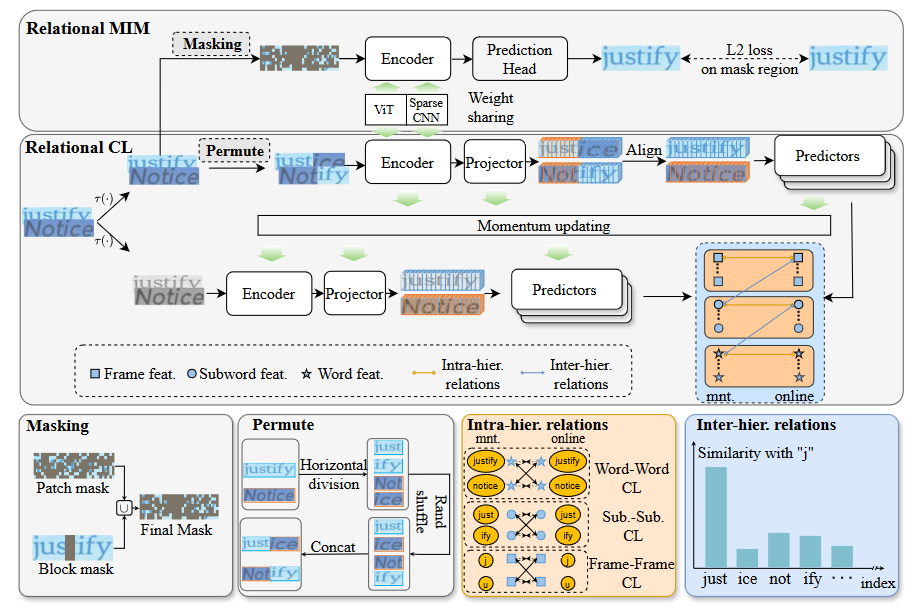 Relational MIM
Masking
Encoder
Prediction
Head
justify
L2 loss
on mask region
justify
ViT
Sparse
CNN
Weight
sharing
Relational CL
justify
Notice
Permute
justice
Notify
Encoder
Projector
justice
Notify
Align
justify
Notice
Predictors
justify
Notice
τ(·)
τ(·)
Momentum updating
justify
Notice
Encoder
Projector
justify
Notice
Predictors
Frame feat.
Subword feat.
Word feat.
Intra-hier.
relations
Inter-hier.
relations
mnt.
online
Masking
Patch mask
justify
Block mask
U
Final Mask
Permute
justify
Notice
Horizontal
division
just
ify
Not
ice
Rand
shuffle
just
ice
Not
ify
Concat
justice
Notify
Intra-hier. relations
mnt.
online
justify
justify
notice
notice
Word-Word
CL
just
just
ify
ify
Sub.-Sub.
CL
j
j
u
u
Frame-Frame
CL
Inter-hier. relations
Similarity with "j"
just
ice
not
ify
···
index